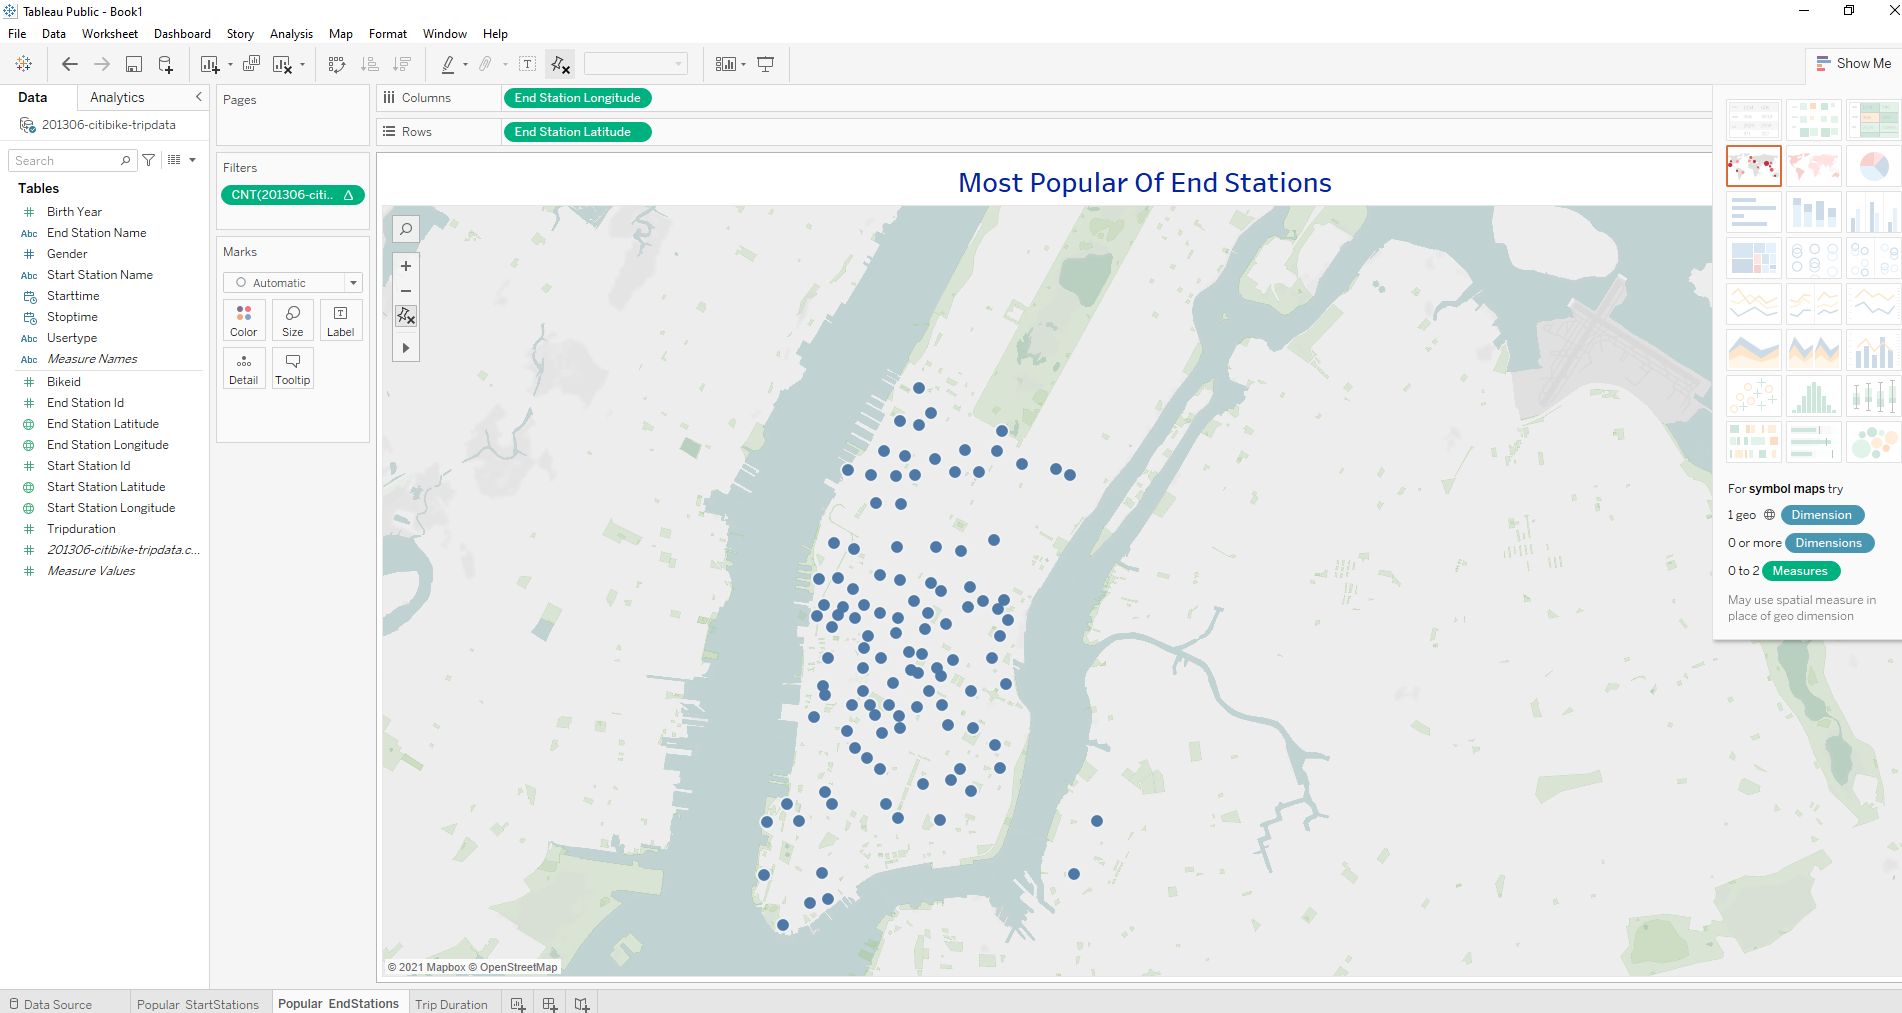 Tableau Public - Book1
File Data Worksheet Dashboard Story Analysis Map Format Window Help
Show Me
Data Analytics
201306-citibike-tripdata
Search
Tables
Birth Year
Abc End Station Name
Gender
Abc Start Station Name
Starttime
Stoptime
Abc Usertype
Abc Measure Names
Bikeid
End Station Id
End Station Latitude
End Station Longitude
Start Station Id
Start Station Latitude
Start Station Longitude
Tripduration
201306-citibike-tripdata.c...
Measure Values
Pages
Filters
CNT(201306-citi..
Marks
Automatic
Color Size Label
Detail Tooltip
Columns End Station Longitude
Rows End Station Latitude
Most Popular Of End Stations
© 2021 Mapbox © OpenStreetMap
For symbol maps try
1 geo Dimension
0 or more Dimensions
0 to 2 Measures
May use spatial measure in
place of geo dimension
Data Source Popular StartStations Popular EndStations Trip Duration